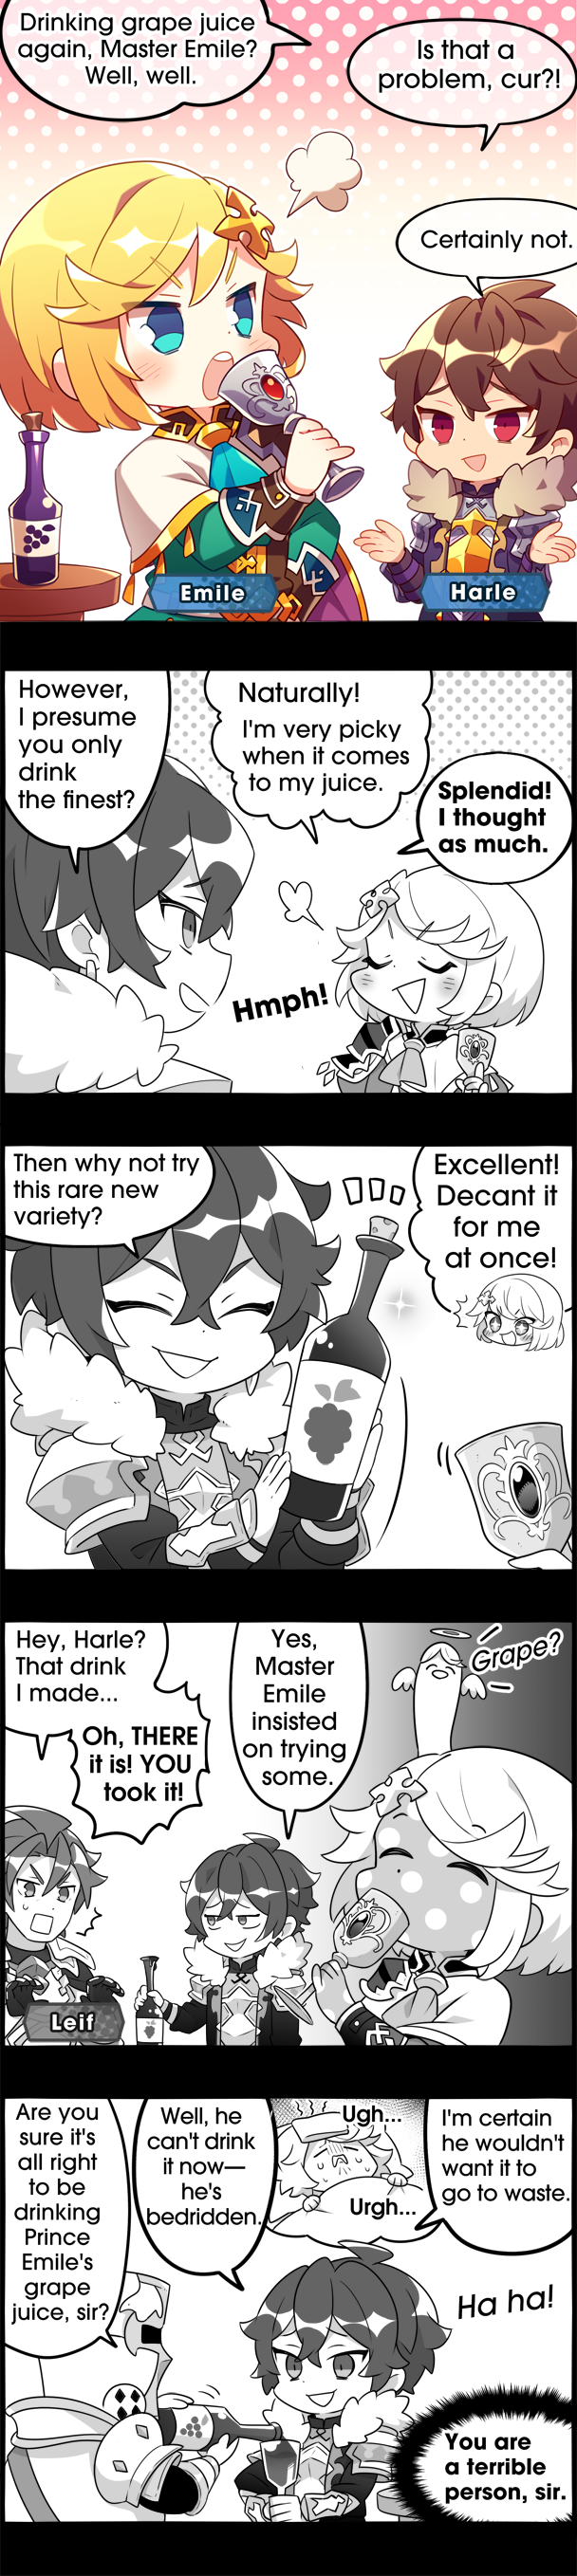 Drinking grape juice
again, Master Emile?
Well, well.
Is that a
problem, cur?!
Certainly not.
Emile
Harle
However,
I presume
you only
drink
the finest?
Naturally!
I'm very picky
when it comes
to my juice.
Splendid!
I thought
as much.
Hmph!
Then why not try
this rare new
variety?
Excellent!
Decant it
for me
at once!
Hey, Harle?
That drink
I made...
Oh, THERE
it is! YOU
took it!
Yes,
Master
Emile
insisted
on trying
some.
Grape?
Leif
Are you
sure it's
all right
to be
drinking
Prince
Emile's
grape
juice, sir?
Well, he
can't drink
it now—
he's
bedridden.
Ugh...
Urgh...
I'm certain
he wouldn't
want it to
go to waste.
Ha ha!
You are
a terrible
person, sir.